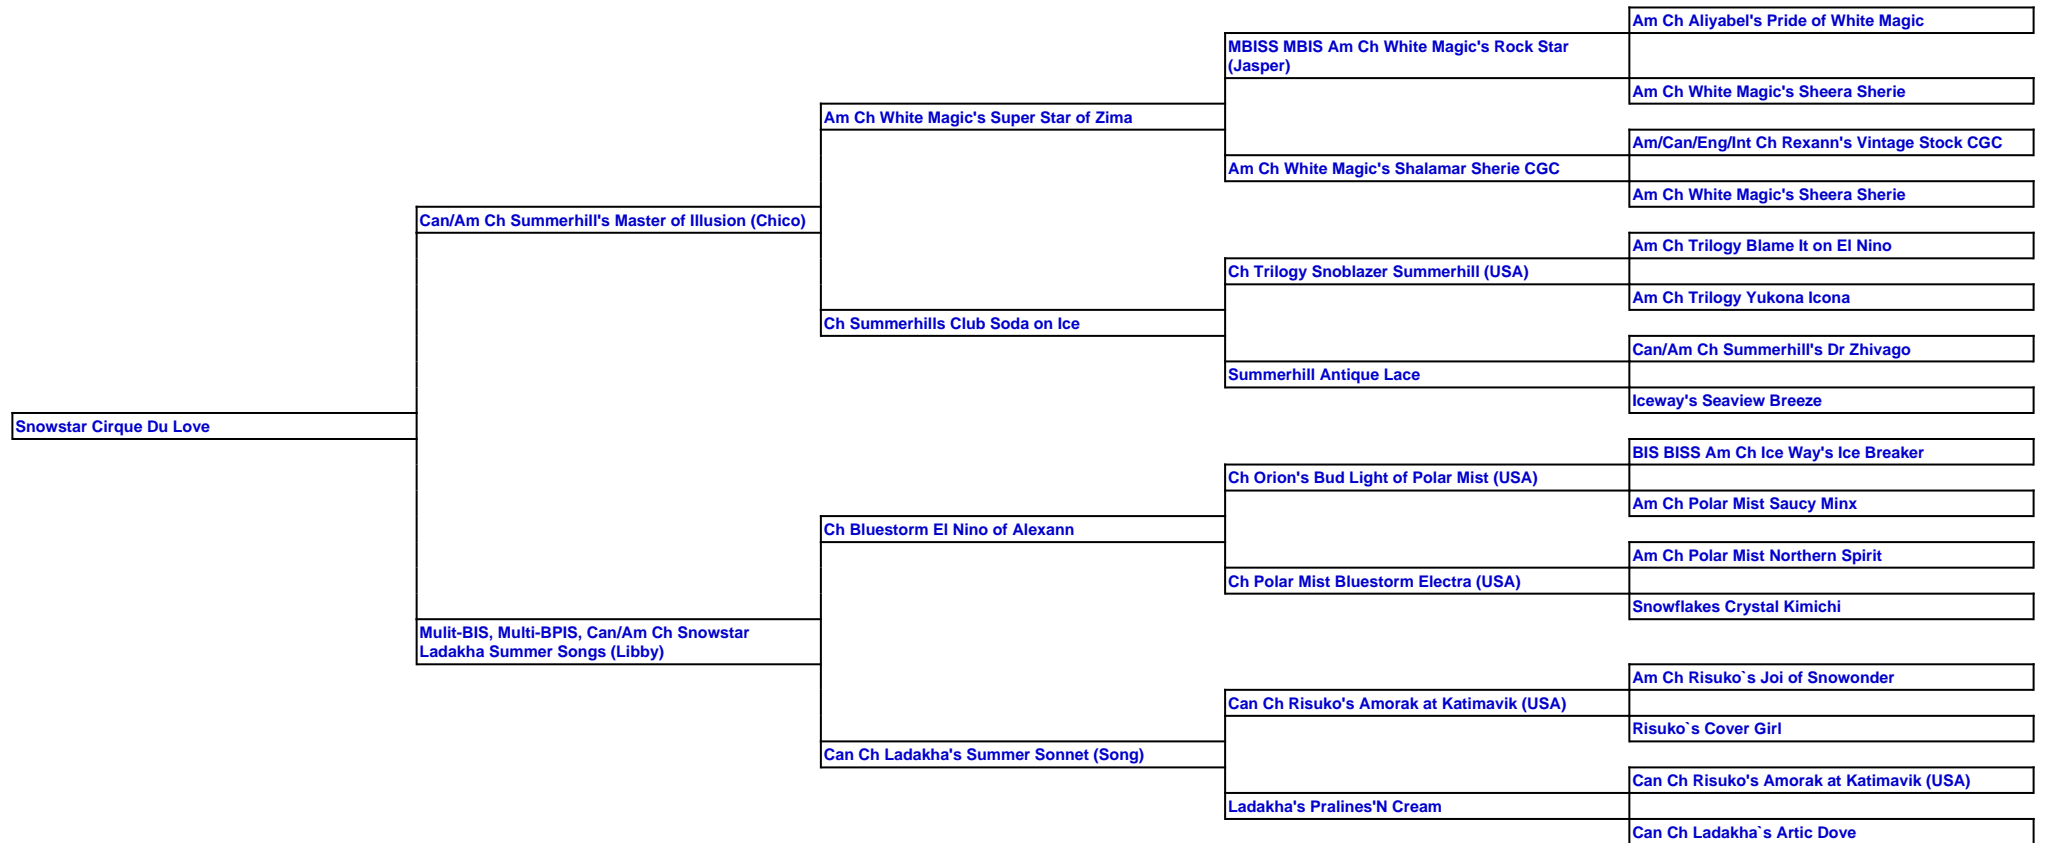 Am Ch Aliyabel's Pride of White Magic
MBISS MBIS Am Ch White Magic's Rock Star
(Jasper)
Am Ch White Magic's Sheera Sherie
Am Ch White Magic's Super Star of Zima
Am/Can/Eng/Int Ch Rexann's Vintage Stock CGC
Am Ch White Magic's Shalamar Sherie CGC
Am Ch White Magic's Sheera Sherie
Can/Am Ch Summerhill's Master of Illusion (Chico)
Am Ch Trilogy Blame It on El Nino
Ch Trilogy Snoblazer Summerhill (USA)
Am Ch Trilogy Yukona Icona
Ch Summerhills Club Soda on Ice
Can/Am Ch Summerhill's Dr Zhivago
Summerhill Antique Lace
Iceway's Seaview Breeze
Snowstar Cirque Du Love
BIS BISS Am Ch Ice Way's Ice Breaker
Ch Orion's Bud Light of Polar Mist (USA)
Am Ch Polar Mist Saucy Minx
Ch Bluestorm El Nino of Alexann
Am Ch Polar Mist Northern Spirit
Ch Polar Mist Bluestorm Electra (USA)
Snowflakes Crystal Kimichi
Mulit-BIS, Multi-BPIS, Can/Am Ch Snowstar
Ladakha Summer Songs (Libby)
Am Ch Risuko`s Joi of Snowonder
Can Ch Risuko's Amorak at Katimavik (USA)
Risuko`s Cover Girl
Can Ch Ladakha's Summer Sonnet (Song)
Can Ch Risuko's Amorak at Katimavik (USA)
Ladakha's Pralines'N Cream
Can Ch Ladakha`s Artic Dove